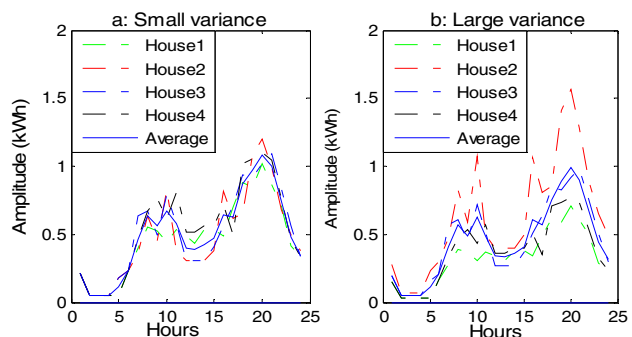 a: Small variance
2
1.5
1
0.5
0
Amplitude (kWh)
House1
House2
House3
House4
Average
0 5 10 15 20 25
Hours
b: Large variance
2
1.5
1
0.5
0
Amplitude (kWh)
House1
House2
House3
House4
Average
0 5 10 15 20 25
Hours